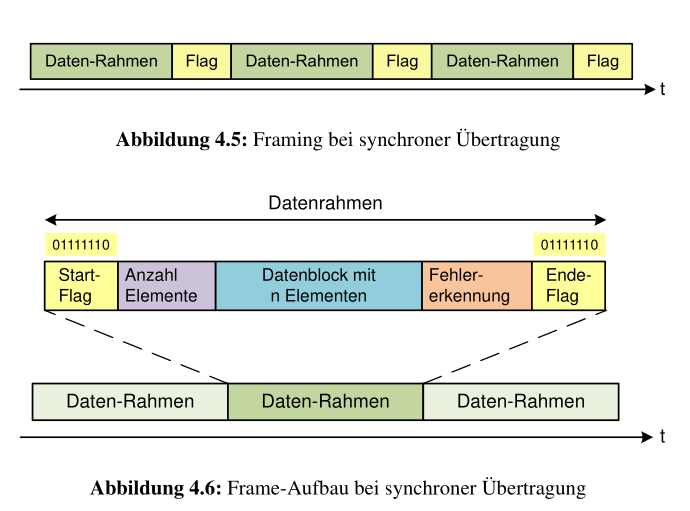 Daten-Rahmen Flag Daten-Rahmen Flag Daten-Rahmen Flag
t
Abbildung 4.5: Framing bei synchroner Übertragung
Datenrahmen
01111110 01111110
Start- Anzahl Datenblock mit Fehler- Ende-
Flag Elemente n Elementen erkennung Flag
Daten-Rahmen Daten-Rahmen Daten-Rahmen
t
Abbildung 4.6: Frame-Aufbau bei synchroner Übertragung